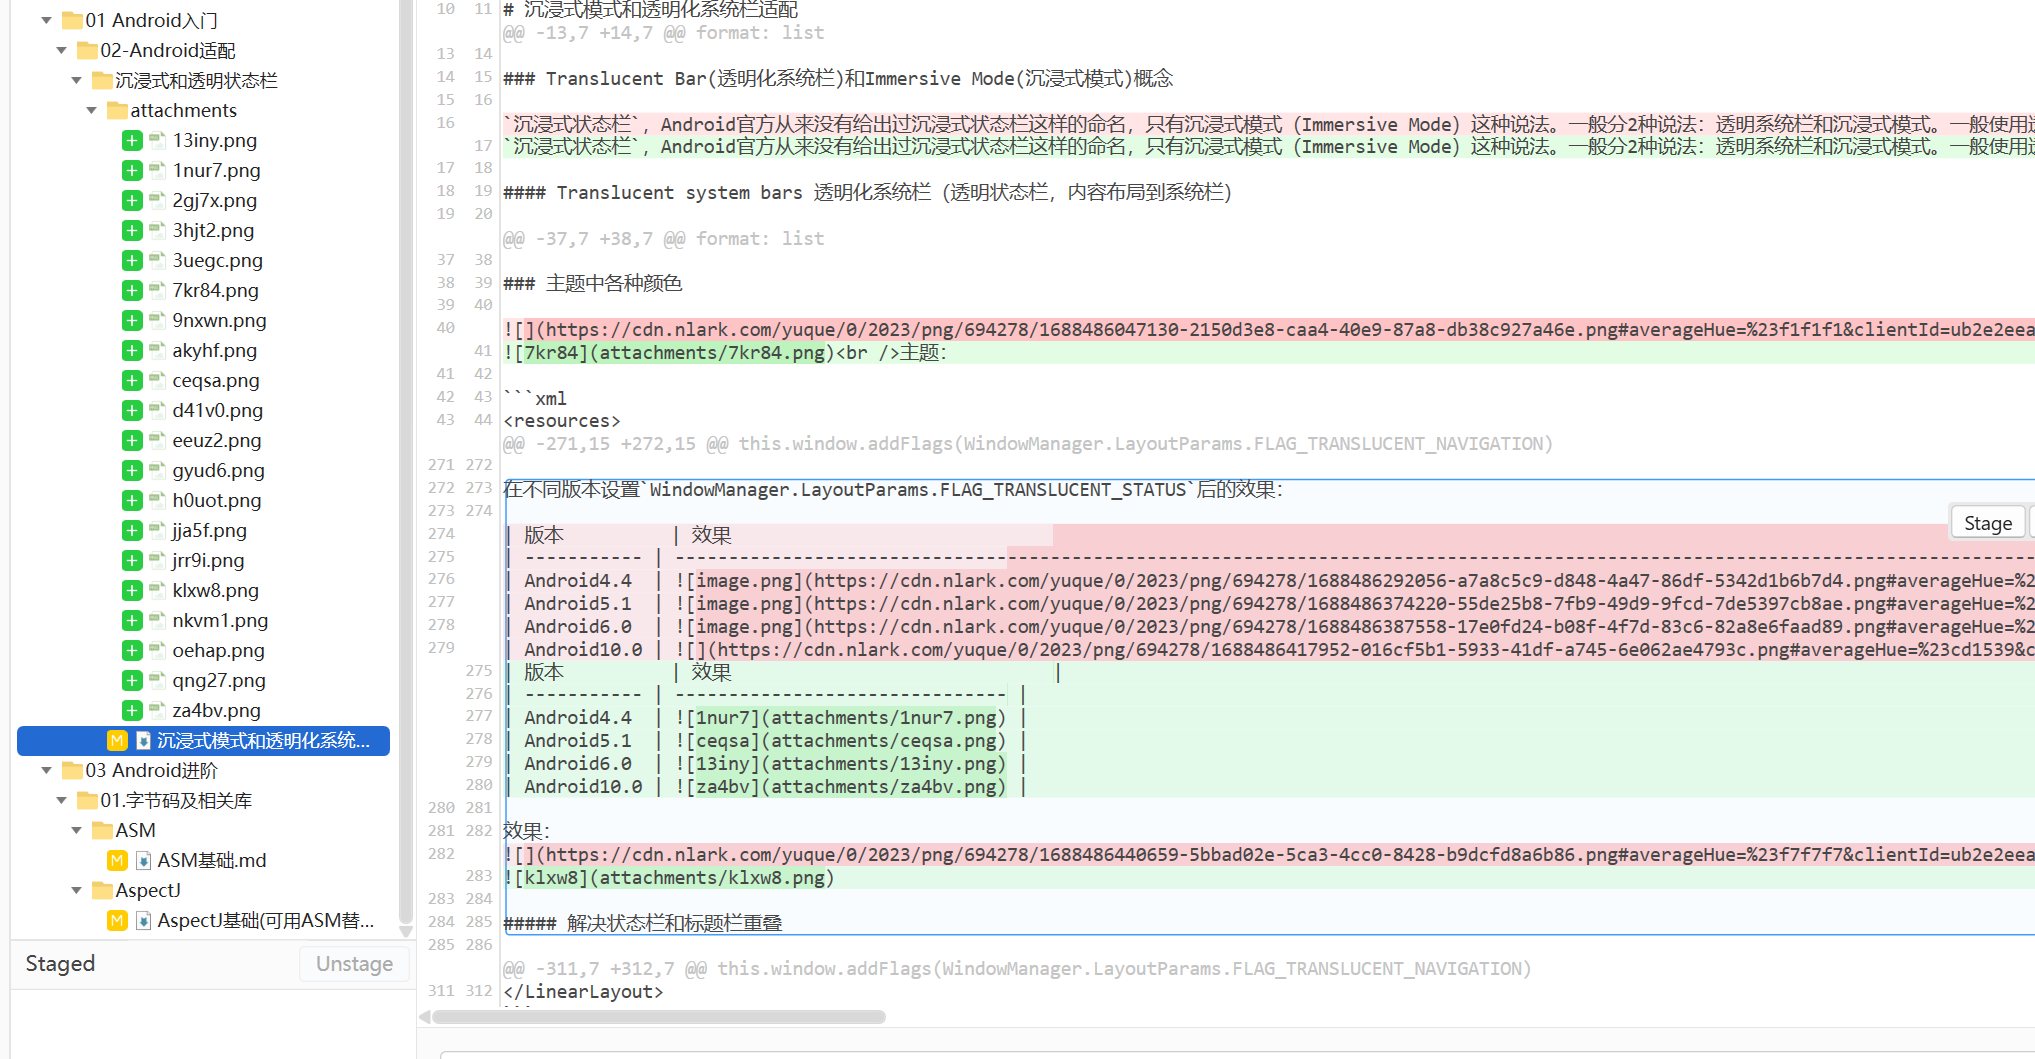 01 Android入门
02-Android适配
沉浸式和透明状态栏
attachments
13iny.png
1nur7.png
2gj7x.png
3hjt2.png
3uegc.png
7kr84.png
9nxwn.png
akyhf.png
ceqsa.png
d41v0.png
eeuz2.png
gyud6.png
h0uot.png
jja5f.png
jrr9i.png
klxw8.png
nkvm1.png
oehap.png
qng27.png
za4bv.png
M 沉浸式模式和透明化系统...
03 Android进阶
01.字节码及相关库
ASM
M ASM基础.md
AspectJ
M AspectJ基础(可用ASM替...
Staged
Unstage
10 11 # 沉浸式模式和透明化系统栏适配
@@ -13,7 +14,7 @@ format: list
13 14
14 15 ### Translucent Bar(透明化系统栏)和Immersive Mode(沉浸式模式)概念
15 16
16 `沉浸式状态栏`, Android官方从来没有给出过沉浸式状态栏这样的命名，只有沉浸式模式 (Immersive Mode) 这种说法。一般分2种说法：透明系统栏和沉浸式模式。一般使用
17 `沉浸式状态栏`, Android官方从来没有给出过沉浸式状态栏这样的命名，只有沉浸式模式 (Immersive Mode) 这种说法。一般分2种说法：透明系统栏和沉浸式模式。一般使用
17 18
18 19 #### Translucent system bars 透明化系统栏（透明状态栏，内容布局到系统栏）
19 20
@@ -37,7 +38,7 @@ format: list
37 38
38 39 ### 主题中各种颜色
39 40
40 ![](https://cdn.nlark.com/yuque/0/2023/png/694278/1688486047130-2150d3e8-caa4-40e9-87a8-db38c927a46e.png#averageHue=%23f1f1f1&clientId=ub2e2eea
41 ![7kr84](attachments/7kr84.png)<br />主题：
41 42
42 43 ```xml
43 44 <resources>
@@ -271,15 +272,15 @@ this.window.addFlags(WindowManager.LayoutParams.FLAG_TRANSLUCENT_NAVIGATION)
271 272
272 273 在不同版本设置`WindowManager.LayoutParams.FLAG_TRANSLUCENT_STATUS`后的效果：
273 274
Stage
274 | 版本 | 效果
275 | ----------- | ------------------------------------------------------------------------------------------------------------------------------
276 | Android4.4 | ![image.png](https://cdn.nlark.com/yuque/0/2023/png/694278/1688486292056-a7a8c5c9-d848-4a47-86df-5342d1b6b7d4.png#averageHue=%2
277 | Android5.1 | ![image.png](https://cdn.nlark.com/yuque/0/2023/png/694278/1688486374220-55de25b8-7fb9-49d9-9fcd-7de5397cb8ae.png#averageHue=%2
278 | Android6.0 | ![image.png](https://cdn.nlark.com/yuque/0/2023/png/694278/1688486387558-17e0fd24-b08f-4f7d-83c6-82a8e6faad89.png#averageHue=%2
279 | Android10.0 | ![](https://cdn.nlark.com/yuque/0/2023/png/694278/1688486417952-016cf5b1-5933-41df-a745-6e062ae4793c.png#averageHue=%23cd1539&c
275 | 版本 | 效果 |
276 | ----------- | ------------------------------- |
277 | Android4.4 | ![1nur7](attachments/1nur7.png) |
278 | Android5.1 | ![ceqsa](attachments/ceqsa.png) |
279 | Android6.0 | ![13iny](attachments/13iny.png) |
280 | Android10.0 | ![za4bv](attachments/za4bv.png) |
280 281
281 282 效果：
282 ![](https://cdn.nlark.com/yuque/0/2023/png/694278/1688486440659-5bbad02e-5ca3-4cc0-8428-b9dcfd8a6b86.png#averageHue=%23f7f7f7&clientId=ub2e2eea
283 ![klxw8](attachments/klxw8.png)
283 284
284 285 ##### 解决状态栏和标题栏重叠
285 286
@@ -311,7 +312,7 @@ this.window.addFlags(WindowManager.LayoutParams.FLAG_TRANSLUCENT_NAVIGATION)
311 312 </LinearLayout>